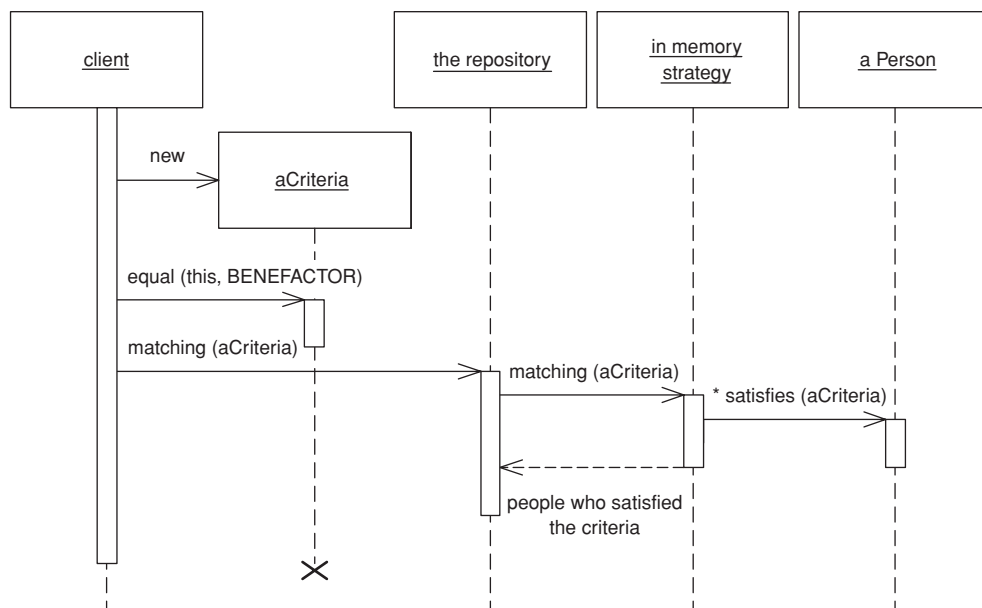 client
the repository
in memory
strategy
a Person
new
aCriteria
equal (this, BENEFACTOR)
matching (aCriteria)
matching (aCriteria)
* satisfies (aCriteria)
people who satisfied
the criteria